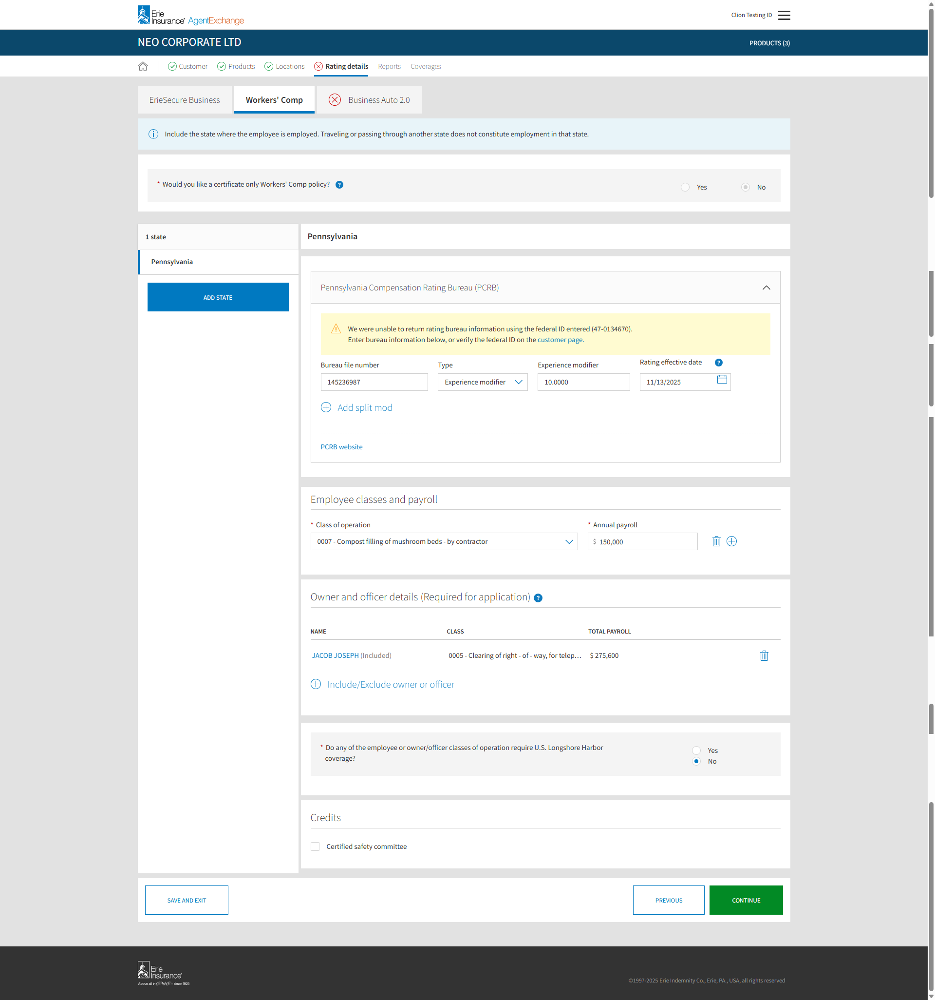 Erie
Insurance® AgentExchange
Clion Testing ID
NEO CORPORATE LTD
PRODUCTS (3)
Customer
Products
Locations
Rating details
Reports
Coverages
ErieSecure Business
Workers' Comp
Business Auto 2.0
Include the state where the employee is employed. Traveling or passing through another state does not constitute employment in that state.
* Would you like a certificate only Workers' Comp policy? ?
Yes
No
1 state
Pennsylvania
ADD STATE
Pennsylvania
Pennsylvania Compensation Rating Bureau (PCRB)
We were unable to return rating bureau information using the federal ID entered (47-0134670).
Enter bureau information below, or verify the federal ID on the customer page.
Bureau file number
Type
Experience modifier
Rating effective date ?
145236987
Experience modifier
10.0000
11/13/2025
Add split mod
PCRB website
Employee classes and payroll
* Class of operation
* Annual payroll
0007 - Compost filling of mushroom beds - by contractor
$ 150,000
Owner and officer details (Required for application) ?
NAME
CLASS
TOTAL PAYROLL
JACOB JOSEPH (Included)
0005 - Clearing of right - of - way, for telep...
$ 275,600
Include/Exclude owner or officer
* Do any of the employee or owner/officer classes of operation require U.S. Longshore Harbor
coverage?
Yes
No
Credits
Certified safety committee
SAVE AND EXIT
PREVIOUS
CONTINUE
Erie
Insurance®
Above all in SERVICE® - since 1925
©1997-2025 Erie Indemnity Co., Erie, PA., USA, all rights reserved